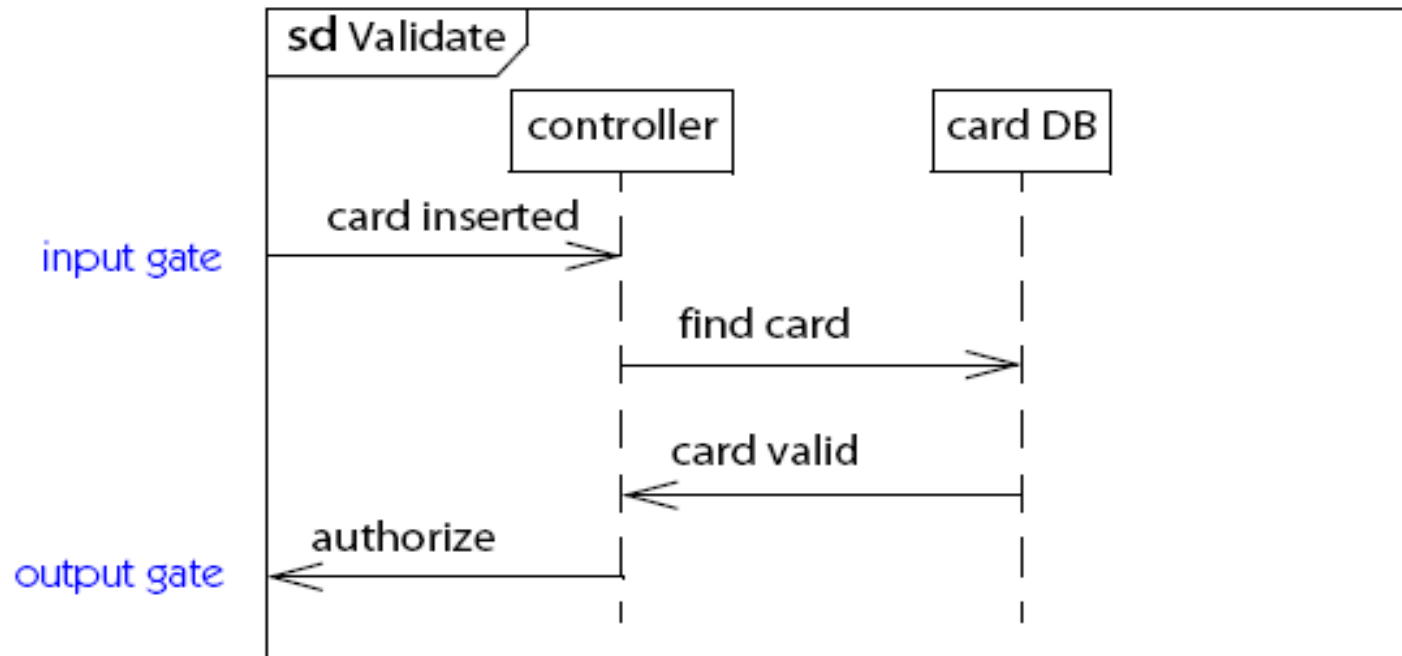 sd Validate
controller
card DB
card inserted
input gate
find card
card valid
authorize
output gate